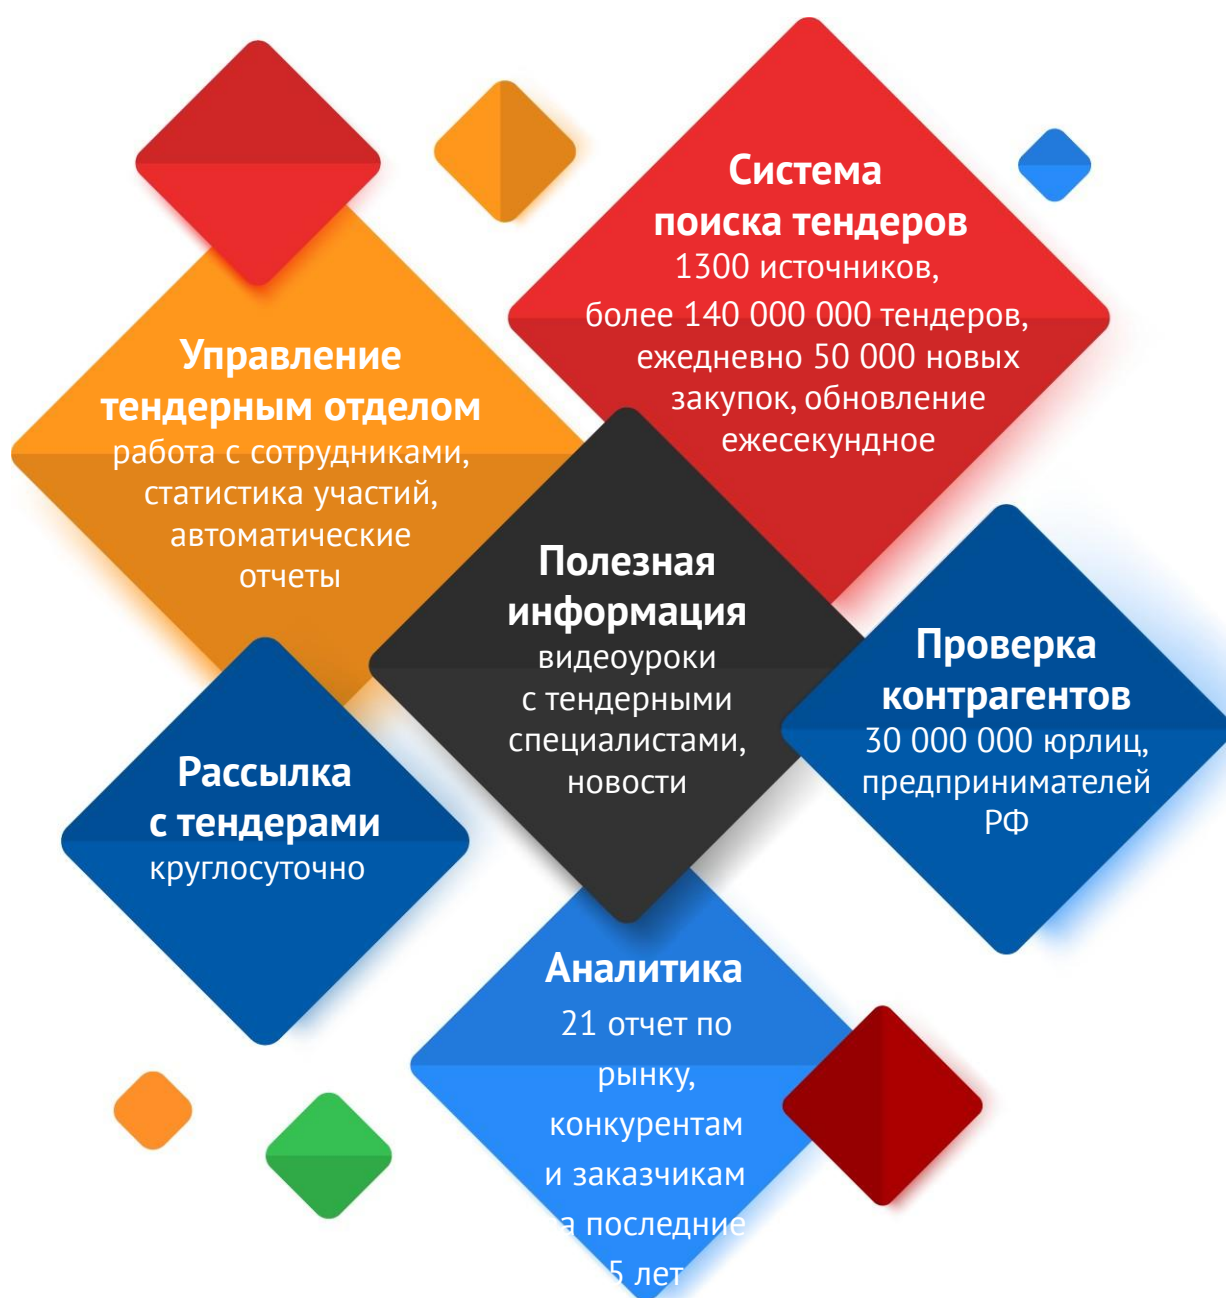 Система
поиска тендеров
1300 источников,
более 140 000 000 тендеров,
ежедневно 50 000 новых
закупок, обновление
ежесекундное
Управление
тендерным отделом
работа с сотрудниками,
статистика участий,
автоматические
отчеты
Полезная
информация
видеоуроки
с тендерными
специалистами,
новости
Проверка
контрагентов
30 000 000 юрлиц,
предпринимателей
РФ
Рассылка
с тендерами
круглосуточно
Аналитика
21 отчет по
рынку,
конкурентам
и заказчикам
а последние
5 лет